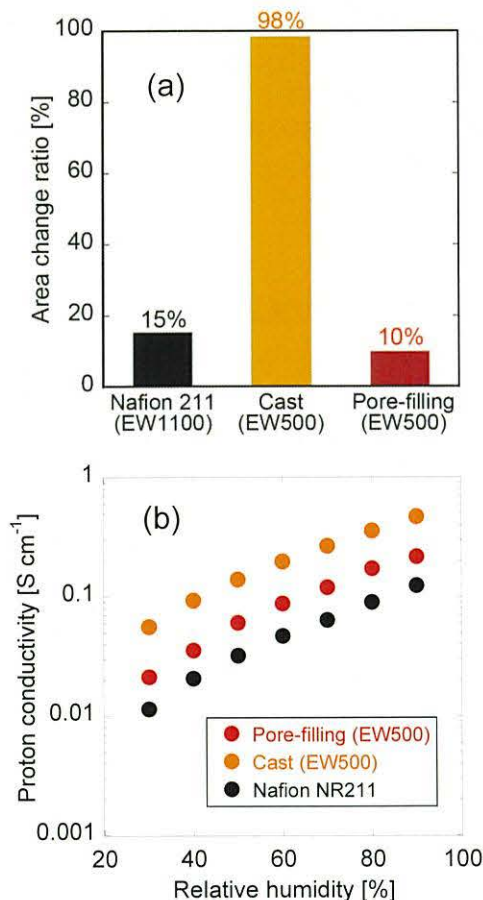 98%
100
(a)
80
60
40
20
0
Area change ratio [%]
15%
10%
Nafion 211 Cast Pore-filling
(EW1100) (EW500) (EW500)
1
(b)
0.1
0.01
0.001
Proton conductivity [S cm⁻¹]
Pore-filling (EW500)
Cast (EW500)
Nafion NR211
20 40 60 80 100
Relative humidity [%]